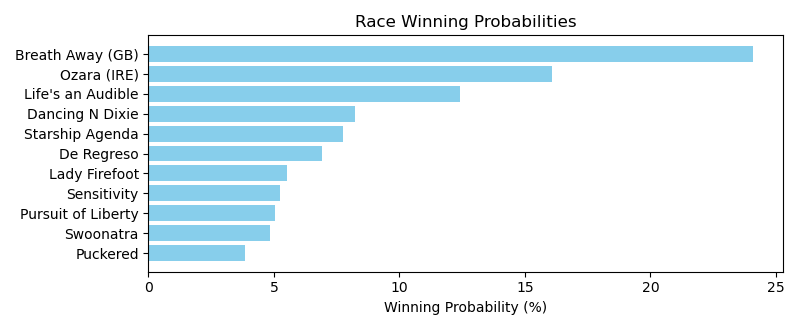 Race Winning Probabilities
Breath Away (GB)
Ozara (IRE)
Life's an Audible
Dancing N Dixie
Starship Agenda
De Regreso
Lady Firefoot
Sensitivity
Pursuit of Liberty
Swoonatra
Puckered
0 5 10 15 20 25
Winning Probability (%)